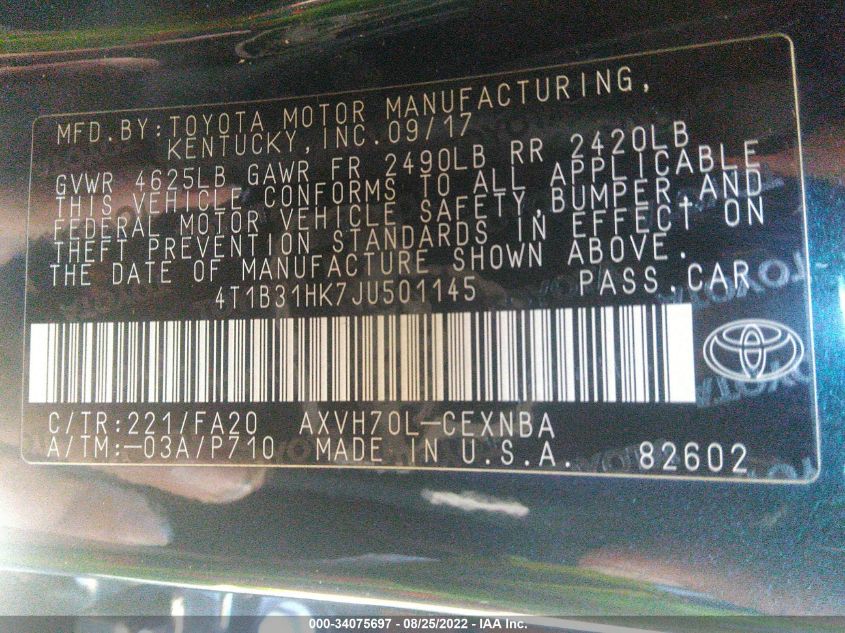 MFD.BY:TOYOTA MOTOR MANUFACTURING,
KENTUCKY,INC.09/17
GVWR 4625LB GAWR FR 2490LB RR 2420LB
THIS VEHICLE CONFORMS TO ALL APPLICABLE
FEDERAL MOTOR VEHICLE SAFETY,BUMPER,AND
THEFT PREVENTION STANDARDS IN EFFECT ON
THE DATE OF MANUFACTURE SHOWN ABOVE.
4T1B31HK7JU501145 PASS.CAR
C/TR:221/FA20 AXVH70L-CEXNBA
A/TM:-03A/P710 MADE IN U.S.A. 82602
000-34075697 - 08/25/2022 - IAA Inc.